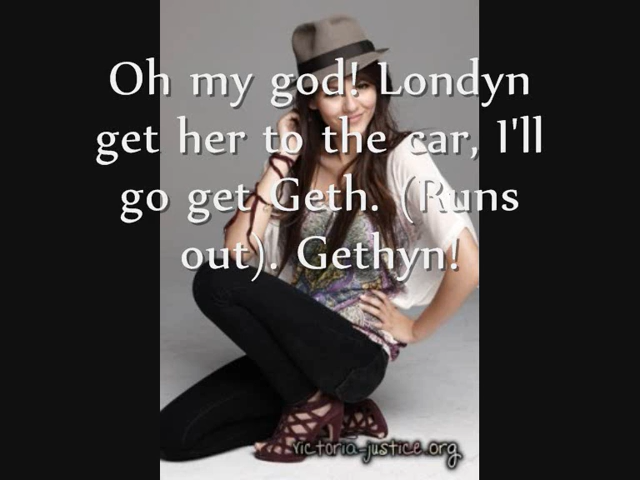 Oh my god! Londyn
get her to the car, I'll
go get Geth. (Runs
out). Gethyn!
victoria-justice.org